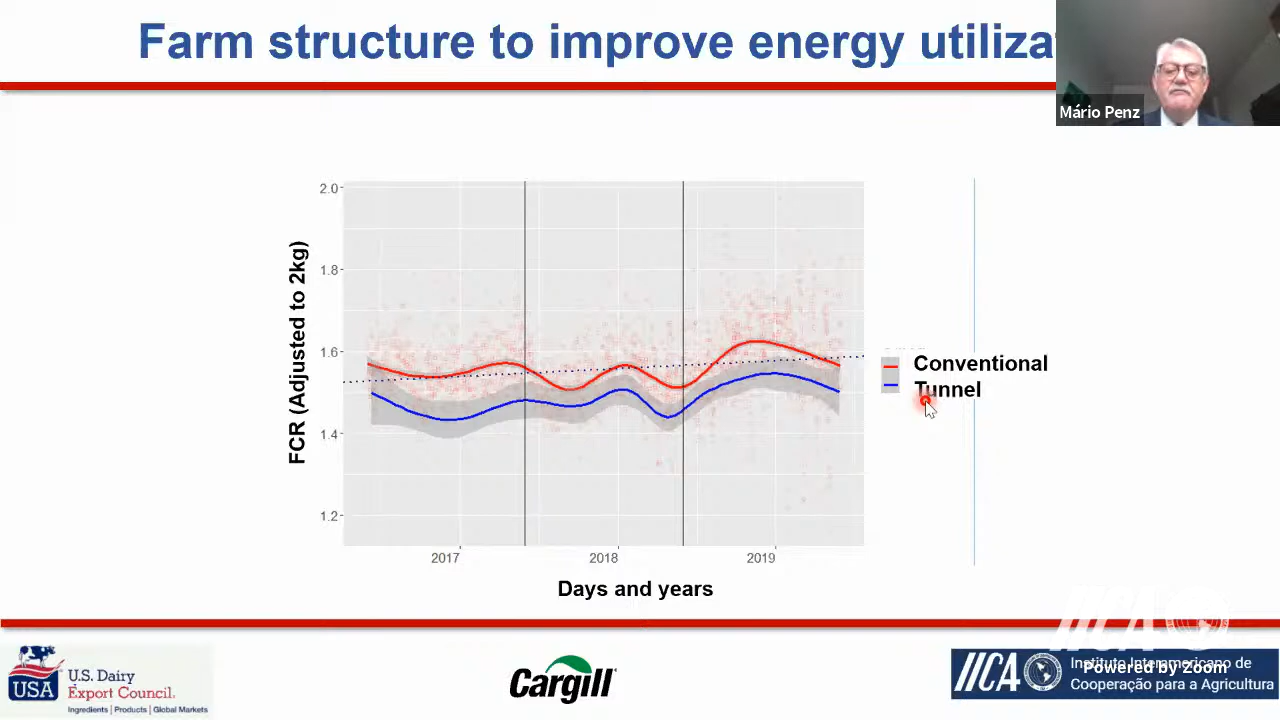 Farm structure to improve energy utiliza
Mário Penz
FCR (Adjusted to 2kg)
2.0
1.8
1.6
1.4
1.2
2017
2018
2019
Days and years
Conventional
Tunnel
IICA
USA
U.S. Dairy
Export Council.
Ingredients | Products | Global Markets
Cargill
IICA
Instituto Interamericano de
Cooperação para a Agricultura
Powered by Zoom